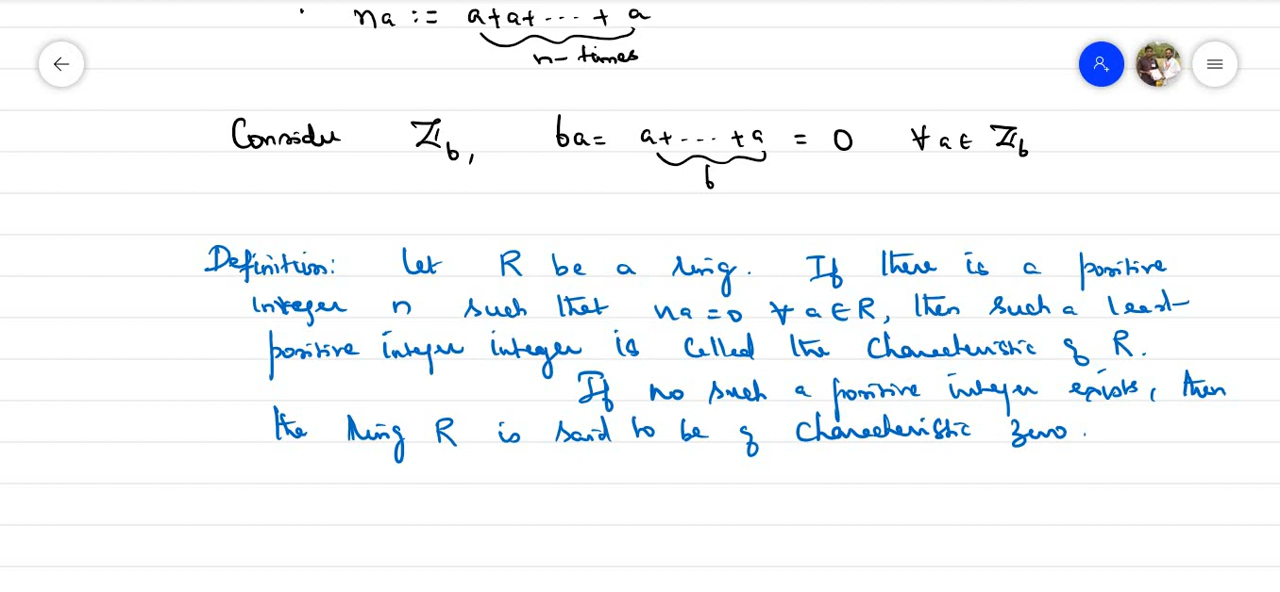 na := a+a+ --- + a
n-times
Consider ℤ₆, 6a = a+---+a = 0 ∀ a ∈ ℤ₆
6
Definition: Let R be a ring. If there is a positive
integer n such that na=0 ∀ a ∈ R, then such a least
positive integer integer is called the characteristic of R.
If no such a positive integer exists, then
the ring R is said to be of characteristic zero.